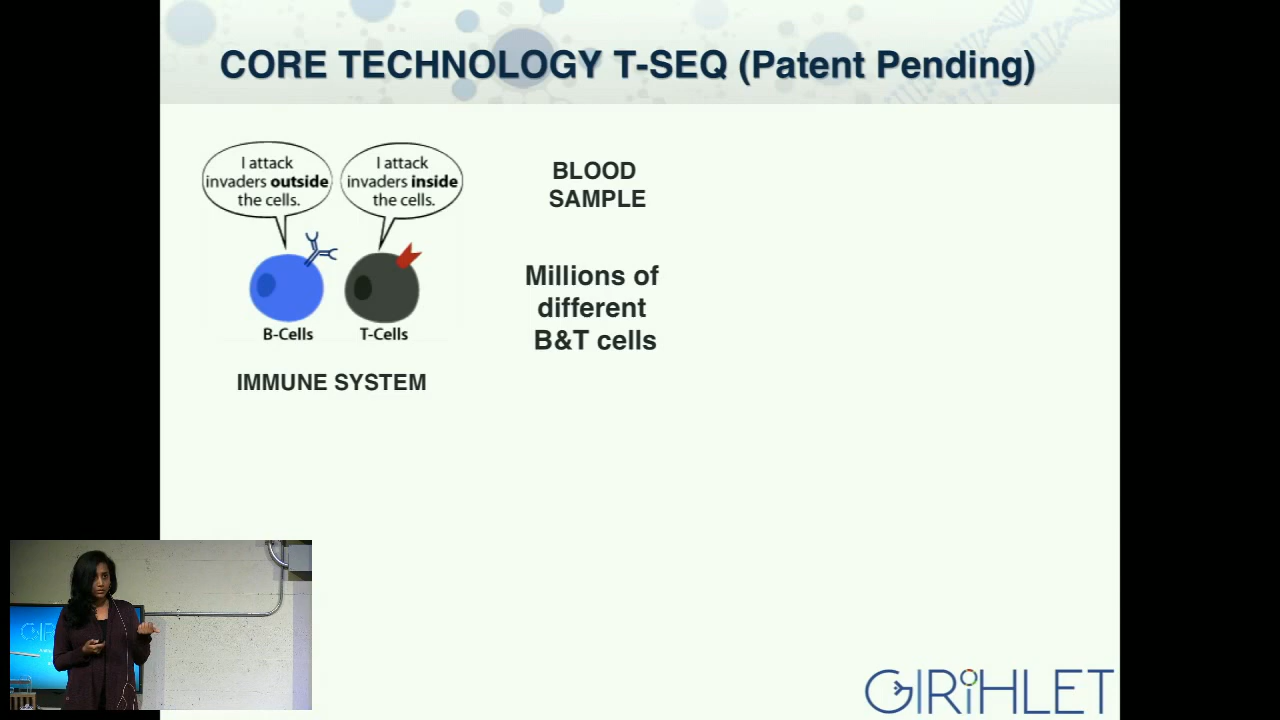 CORE TECHNOLOGY T-SEQ (Patent Pending)
I attack
invaders outside
the cells.
I attack
invaders inside
the cells.
B-Cells
T-Cells
IMMUNE SYSTEM
BLOOD
SAMPLE
Millions of
different
B&T cells
GIRiHLET